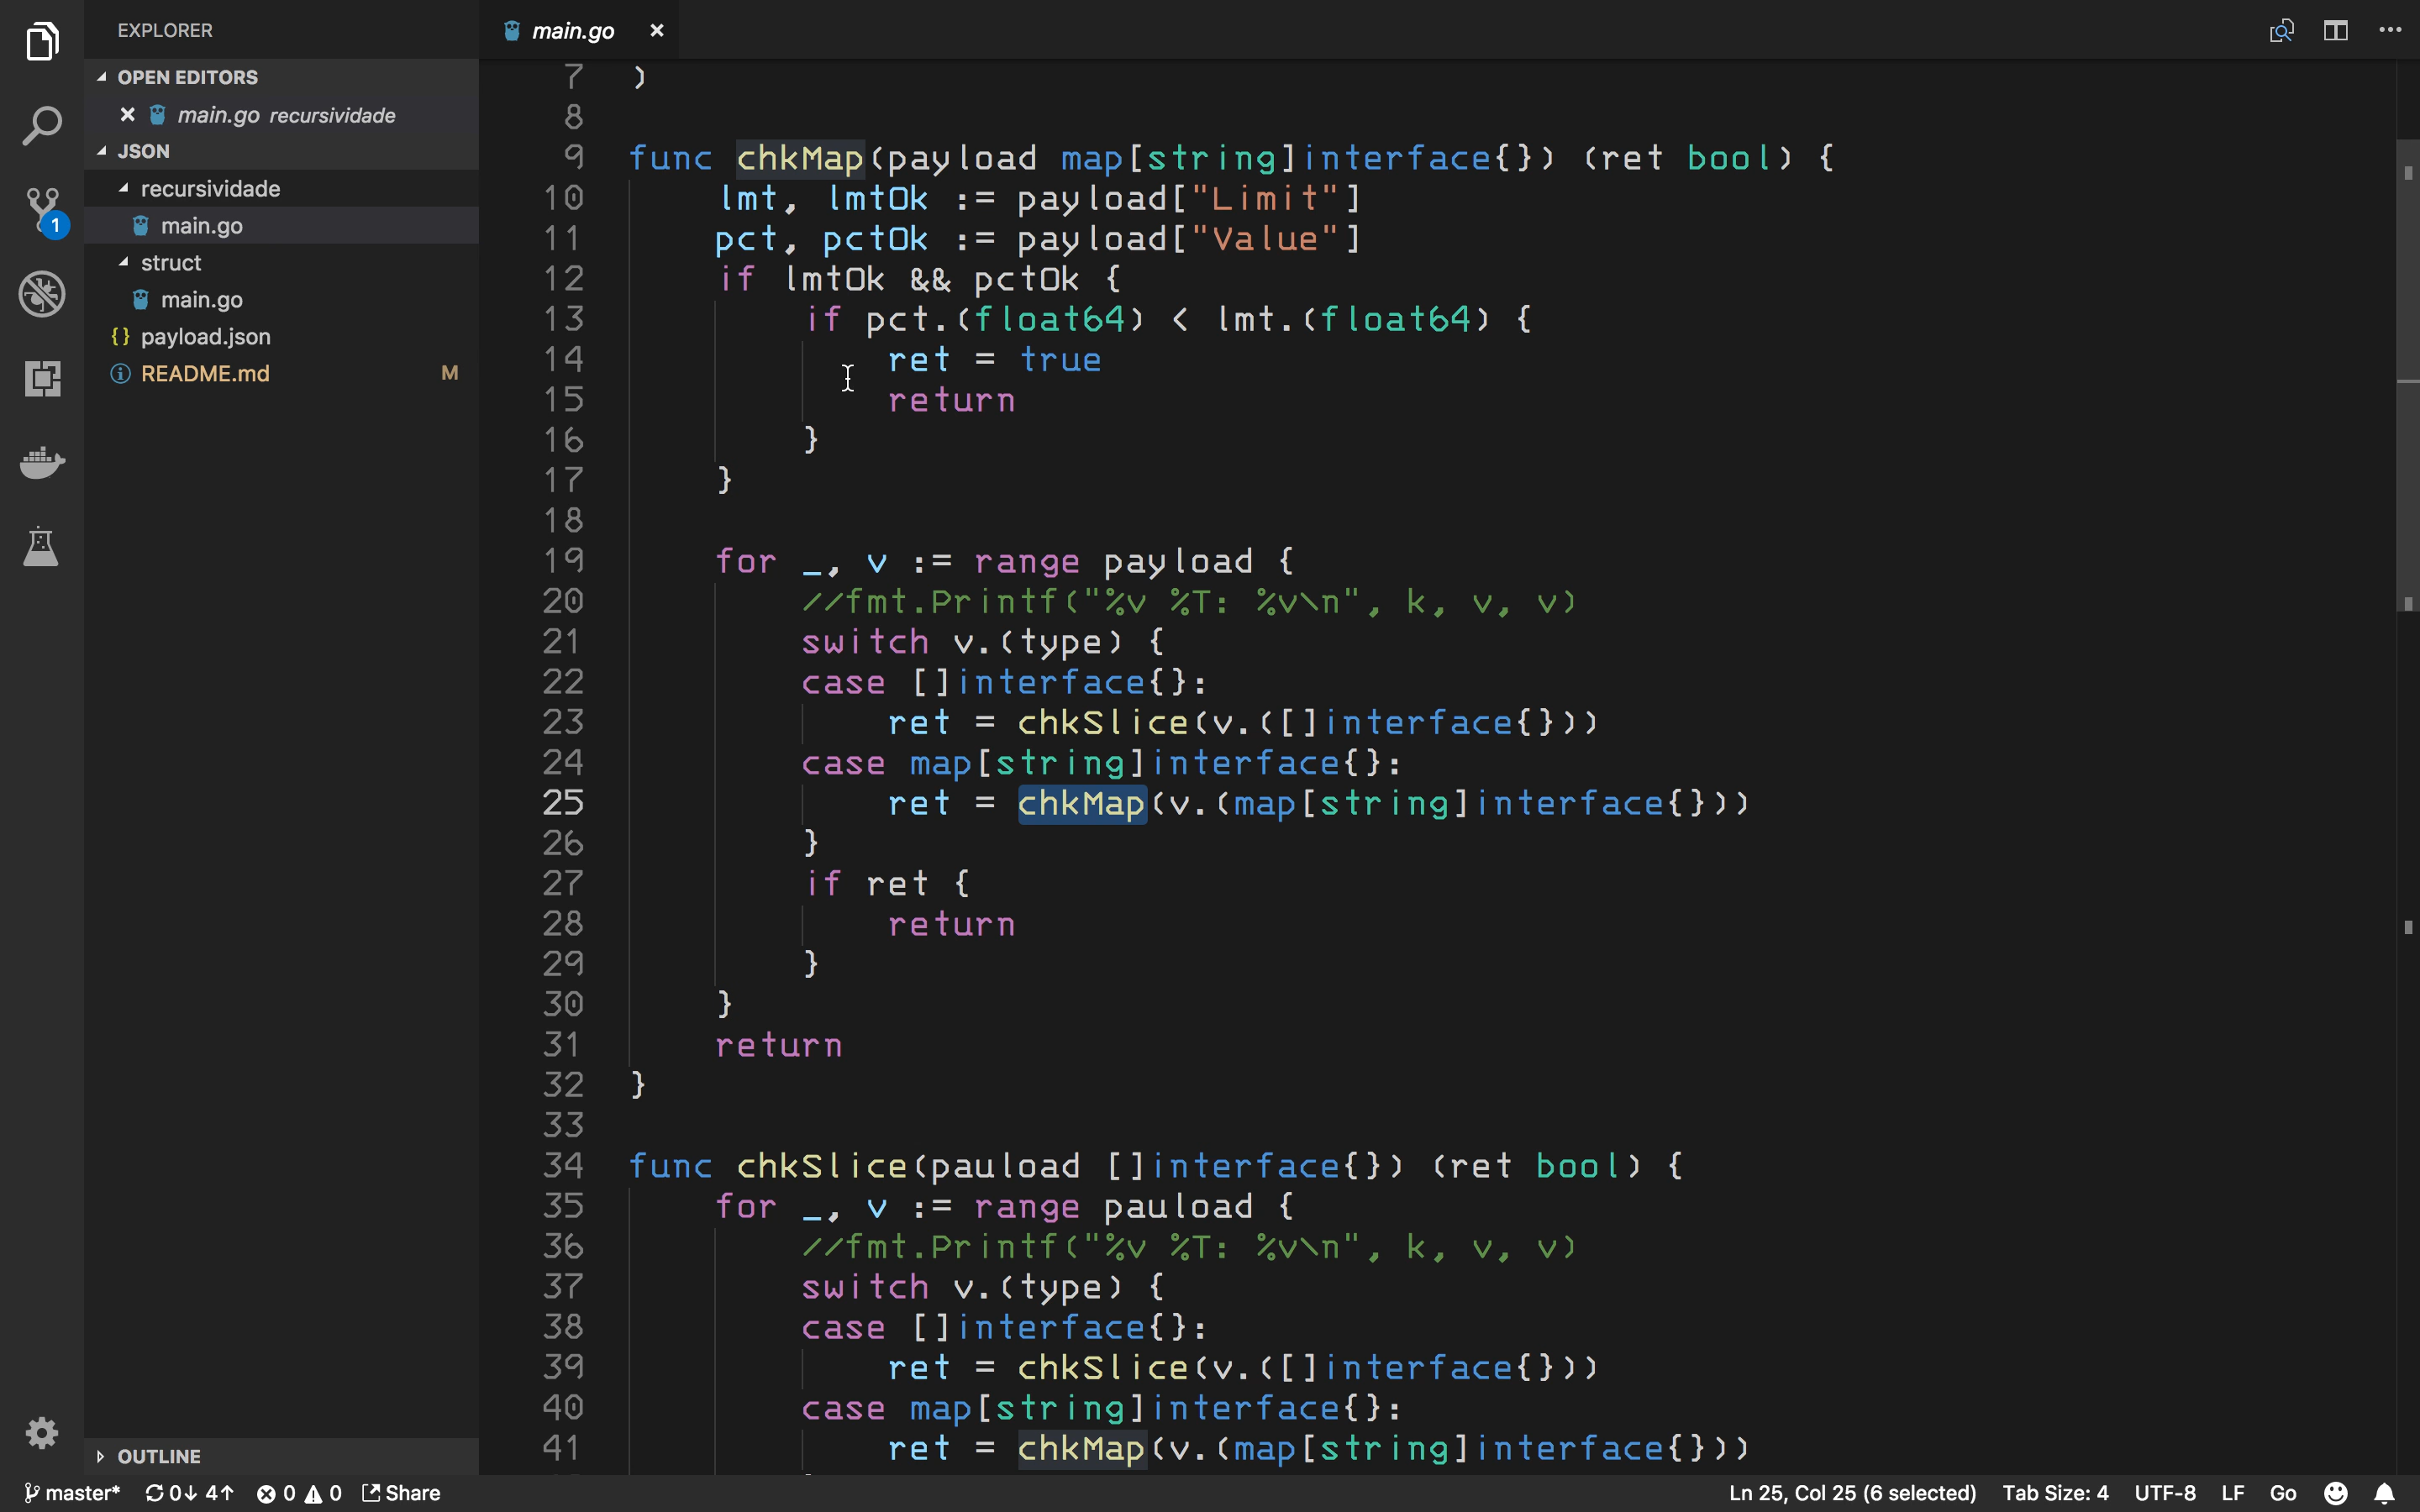 EXPLORER
OPEN EDITORS
main.go recursividade
JSON
recursividade
main.go
struct
main.go
{} payload.json
README.md M
1
OUTLINE
main.go
7 )
8
9 func chkMap(payload map[string]interface{}) (ret bool) {
10 lmt, lmtOk := payload["Limit"]
11 pct, pctOk := payload["Value"]
12 if lmtOk && pctOk {
13 if pct.(float64) < lmt.(float64) {
14 ret = true
15 return
16 }
17 }
18
19 for _, v := range payload {
20 //fmt.Printf("%v %T: %v\n", k, v, v)
21 switch v.(type) {
22 case []interface{}:
23 ret = chkSlice(v.([]interface{}))
24 case map[string]interface{}:
25 ret = chkMap(v.(map[string]interface{}))
26 }
27 if ret {
28 return
29 }
30 }
31 return
32 }
33
34 func chkSlice(pauload []interface{}) (ret bool) {
35 for _, v := range pauload {
36 //fmt.Printf("%v %T: %v\n", k, v, v)
37 switch v.(type) {
38 case []interface{}:
39 ret = chkSlice(v.([]interface{}))
40 case map[string]interface{}:
41 ret = chkMap(v.(map[string]interface{}))
master* 0↓ 4↑ 0 0 Share Ln 25, Col 25 (6 selected) Tab Size: 4 UTF-8 LF Go